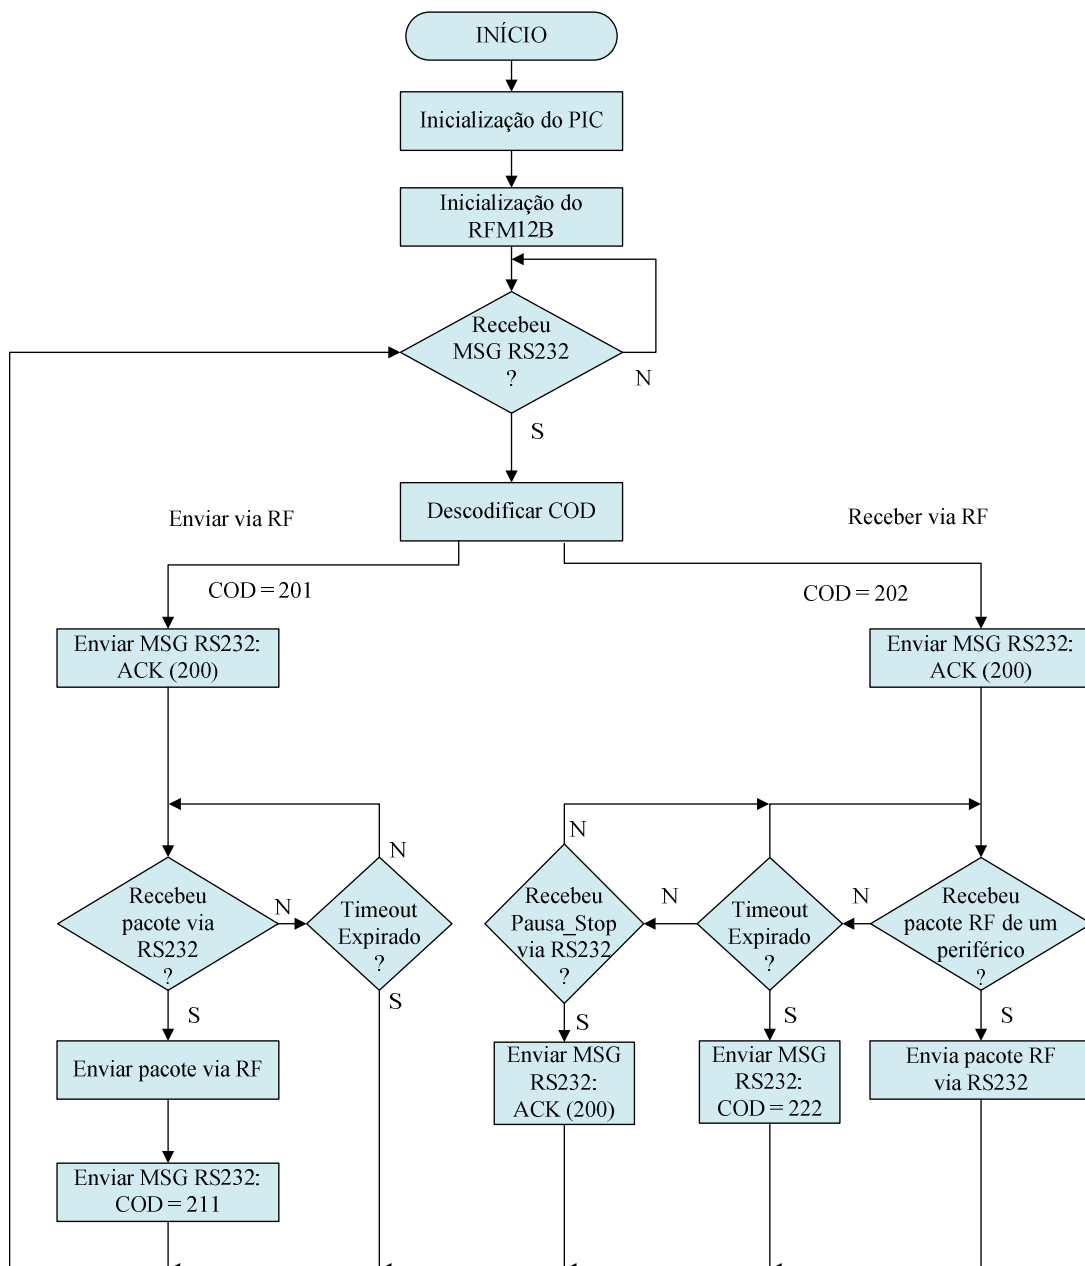 INÍCIO
Inicialização do PIC
Inicialização do
RFM12B
Recebeu
MSG RS232
?
N
S
Descodificar COD
Enviar via RF
Receber via RF
COD = 201
COD = 202
Enviar MSG RS232:
ACK (200)
Enviar MSG RS232:
ACK (200)
Recebeu
pacote via
RS232
?
N
S
Timeout
Expirado
?
N
S
Recebeu
Pausa_Stop
via RS232
?
N
S
Timeout
Expirado
?
N
S
Recebeu
pacote RF de um
periférico
?
N
S
Enviar pacote via RF
Enviar MSG RS232:
COD = 211
Enviar MSG
RS232:
ACK (200)
Enviar MSG
RS232:
COD = 222
Envia pacote RF
via RS232